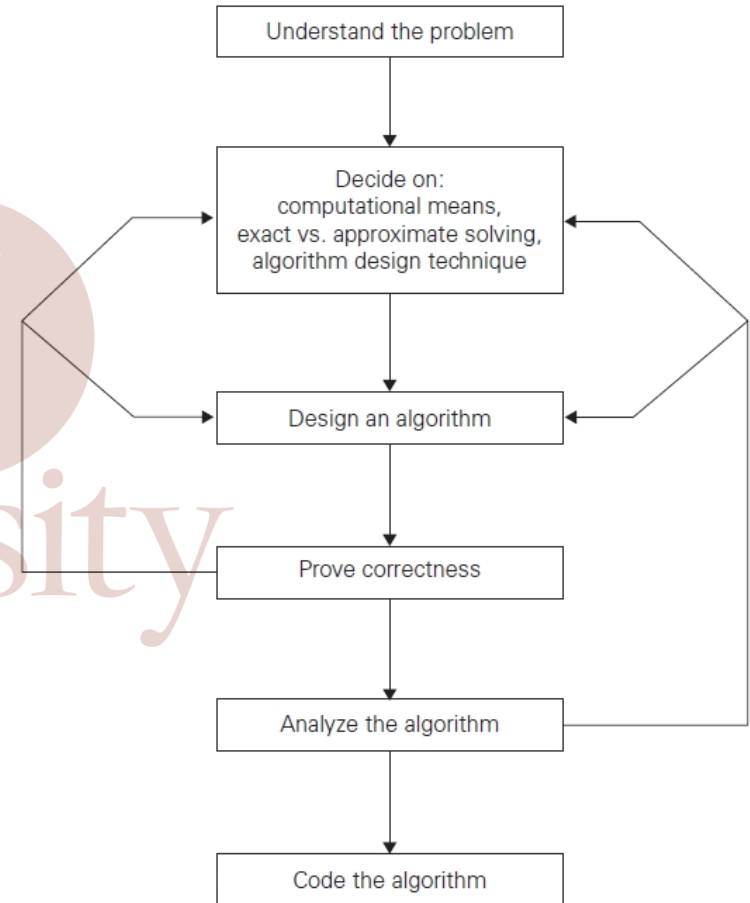 Understand the problem
Decide on:
computational means,
exact vs. approximate solving,
algorithm design technique
Design an algorithm
sity
Prove correctness
Analyze the algorithm
Code the algorithm